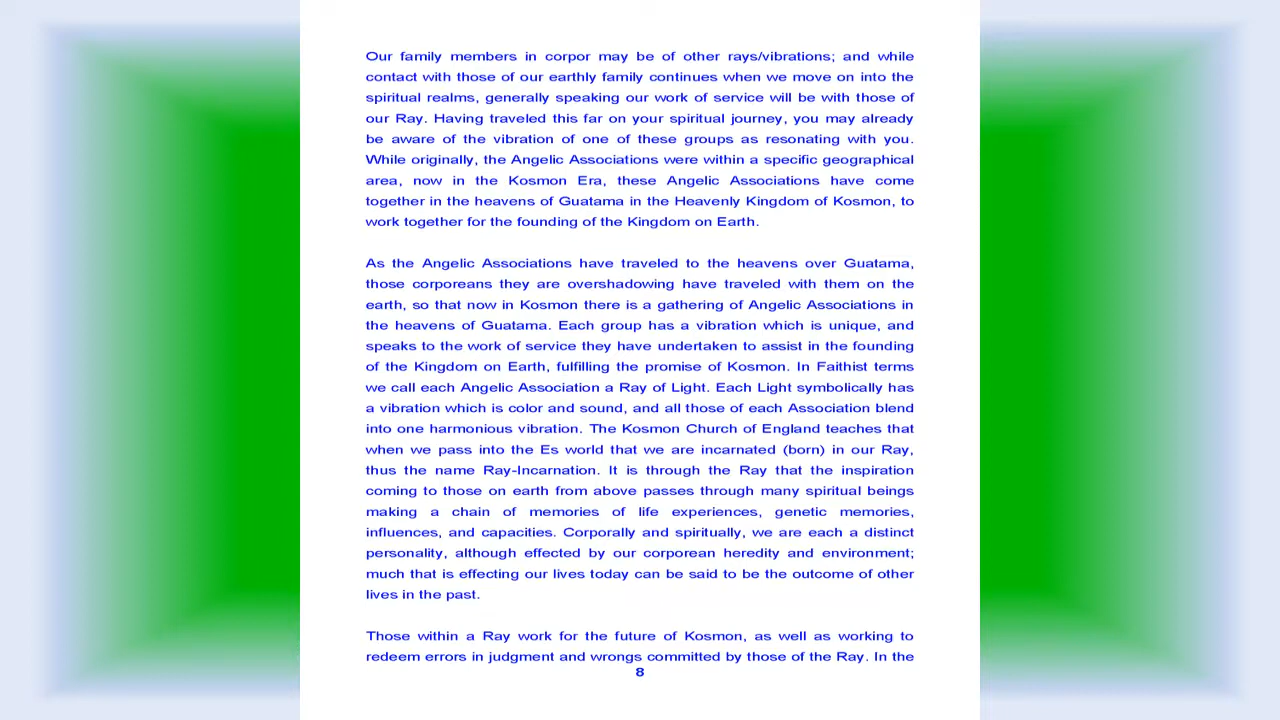 Our family members in corpor may be of other rays/vibrations; and while
contact with those of our earthly family continues when we move on into the
spiritual realms, generally speaking our work of service will be with those of
our Ray. Having traveled this far on your spiritual journey, you may already
be aware of the vibration of one of these groups as resonating with you.
While originally, the Angelic Associations were within a specific geographical
area, now in the Kosmon Era, these Angelic Associations have come
together in the heavens of Guatama in the Heavenly Kingdom of Kosmon, to
work together for the founding of the Kingdom on Earth.
As the Angelic Associations have traveled to the heavens over Guatama,
those corporeans they are overshadowing have traveled with them on the
earth, so that now in Kosmon there is a gathering of Angelic Associations in
the heavens of Guatama. Each group has a vibration which is unique, and
speaks to the work of service they have undertaken to assist in the founding
of the Kingdom on Earth, fulfilling the promise of Kosmon. In Faithist terms
we call each Angelic Association a Ray of Light. Each Light symbolically has
a vibration which is color and sound, and all those of each Association blend
into one harmonious vibration. The Kosmon Church of England teaches that
when we pass into the Es world that we are incarnated (born) in our Ray,
thus the name Ray-Incarnation. It is through the Ray that the inspiration
coming to those on earth from above passes through many spiritual beings
making a chain of memories of life experiences, genetic memories,
influences, and capacities. Corporally and spiritually, we are each a distinct
personality, although effected by our corporean heredity and environment;
much that is effecting our lives today can be said to be the outcome of other
lives in the past.
Those within a Ray work for the future of Kosmon, as well as working to
redeem errors in judgment and wrongs committed by those of the Ray. In the
8